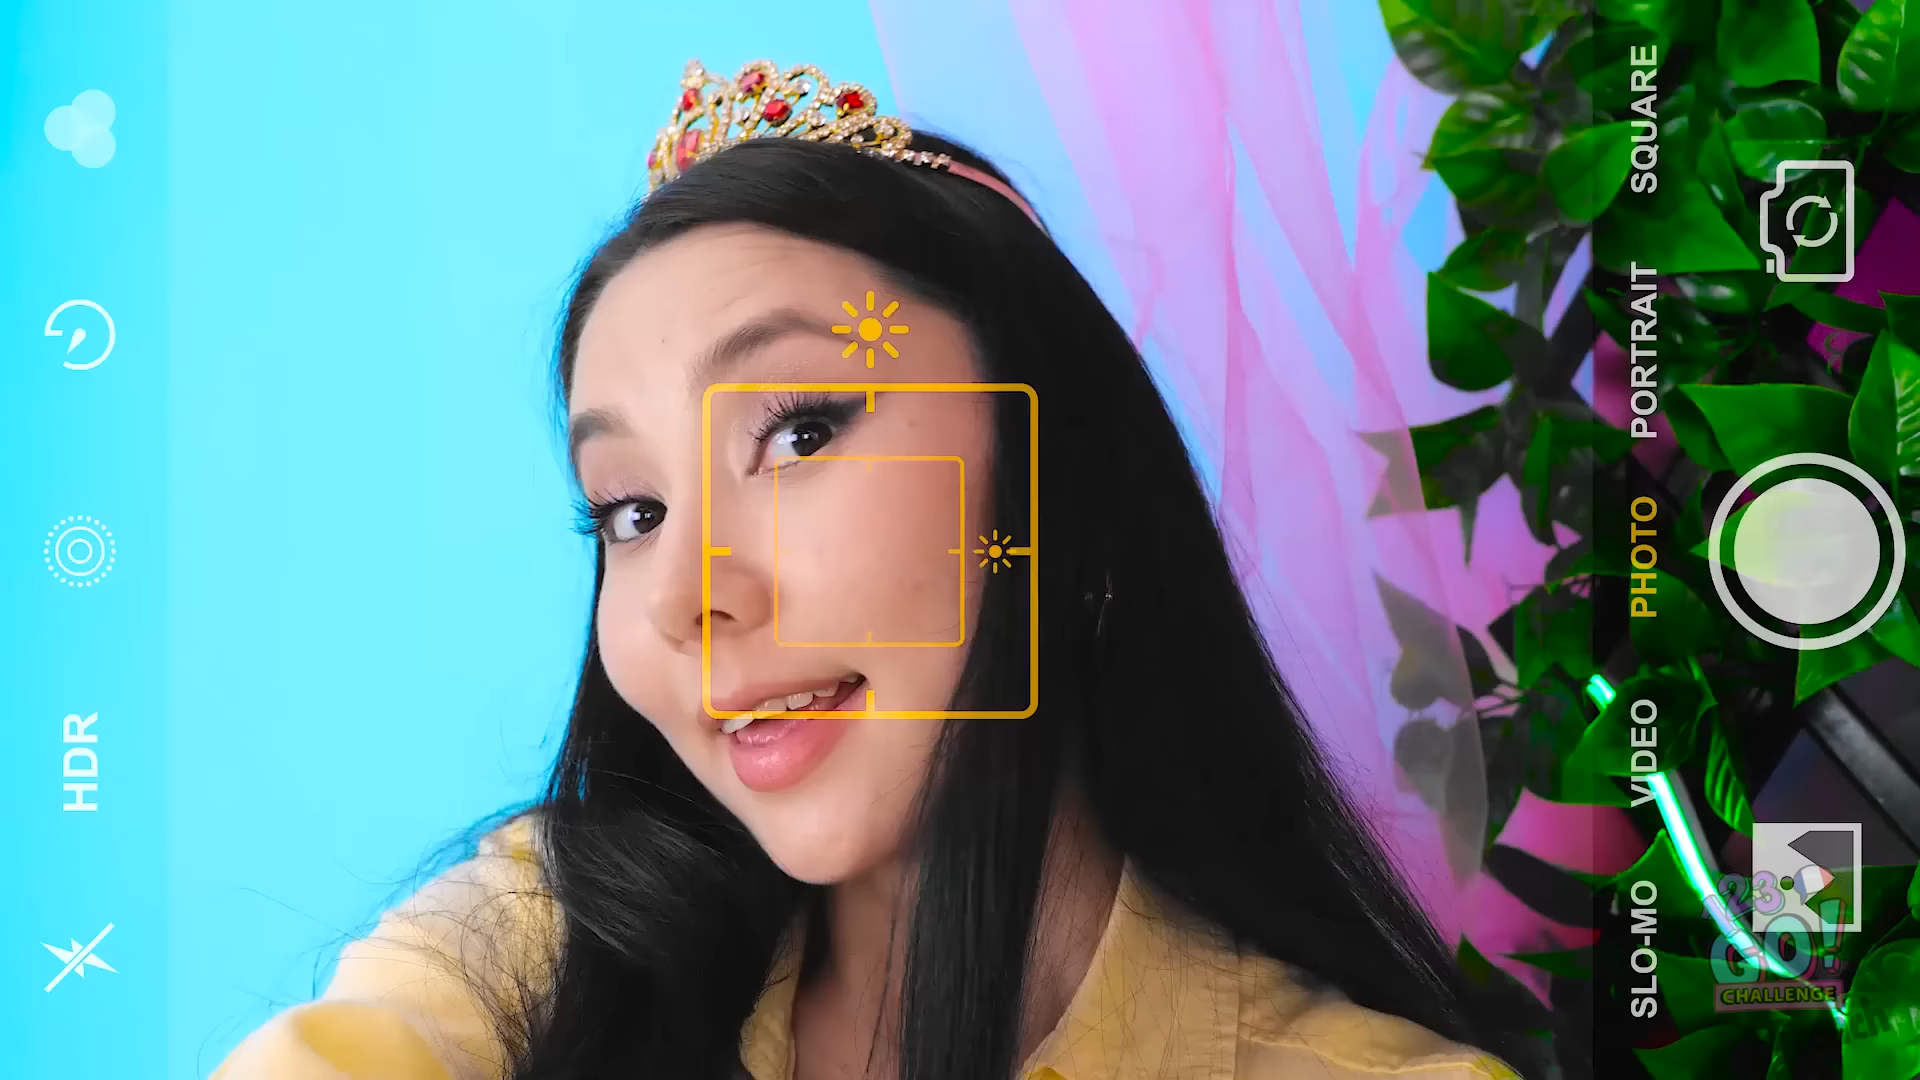 HDR
SQUARE
PORTRAIT
PHOTO
VIDEO
SLO-MO
123
GO!
CHALLENGE